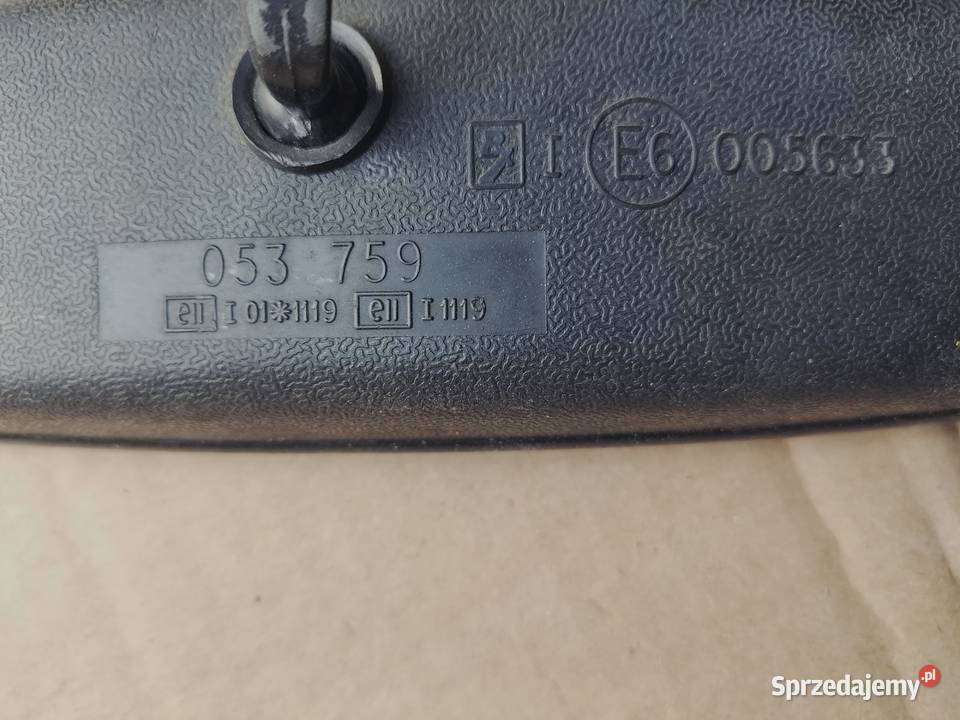 I E6 005633
053 759
e11 I 01*1119 e11 I 1119
Sprzedajemy.pl